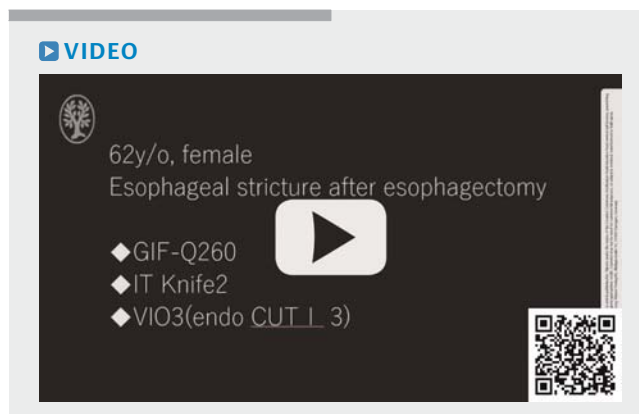 VIDEO
62y/o, female
Esophageal stricture after esophagectomy
◆GIF-Q260
◆IT Knife2
◆VIO3(endo CUT I 3)